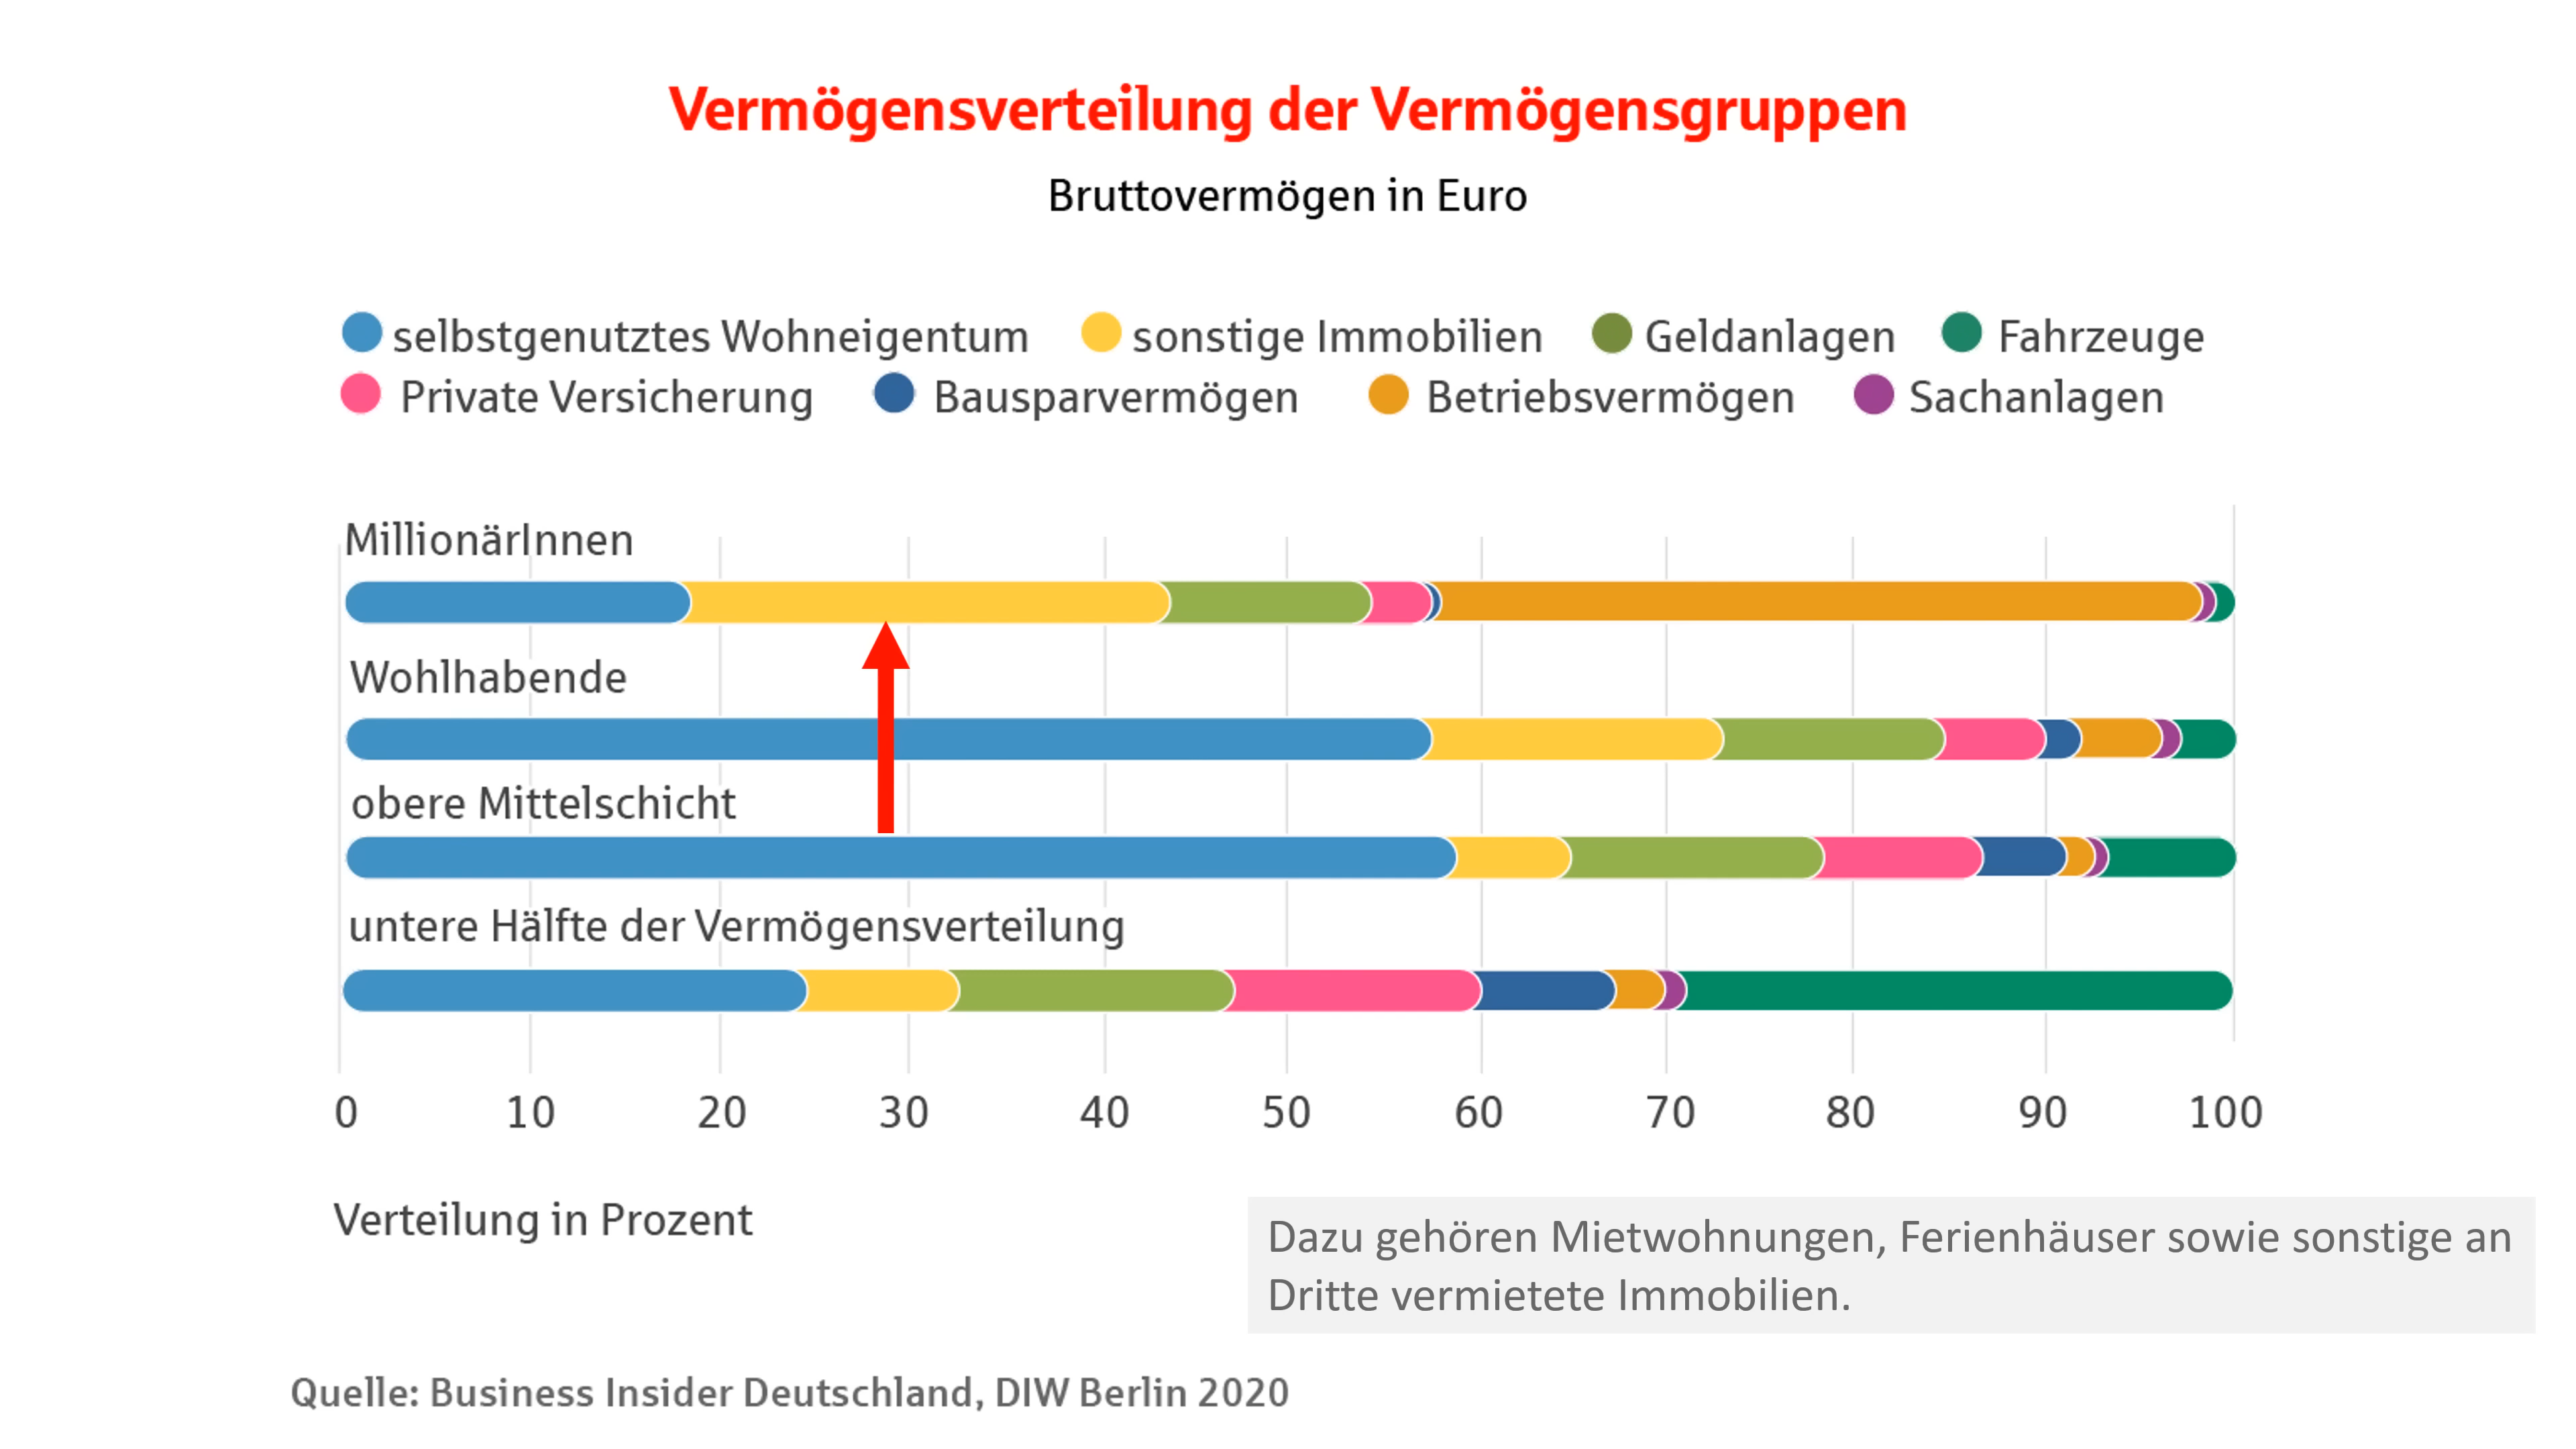 Vermögensverteilung der Vermögensgruppen
Bruttovermögen in Euro
selbstgenutztes Wohneigentum sonstige Immobilien Geldanlagen Fahrzeuge
Private Versicherung Bausparvermögen Betriebsvermögen Sachanlagen
MillionärInnen
Wohlhabende
obere Mittelschicht
untere Hälfte der Vermögensverteilung
0 10 20 30 40 50 60 70 80 90 100
Verteilung in Prozent
Dazu gehören Mietwohnungen, Ferienhäuser sowie sonstige an
Dritte vermietete Immobilien.
Quelle: Business Insider Deutschland, DIW Berlin 2020